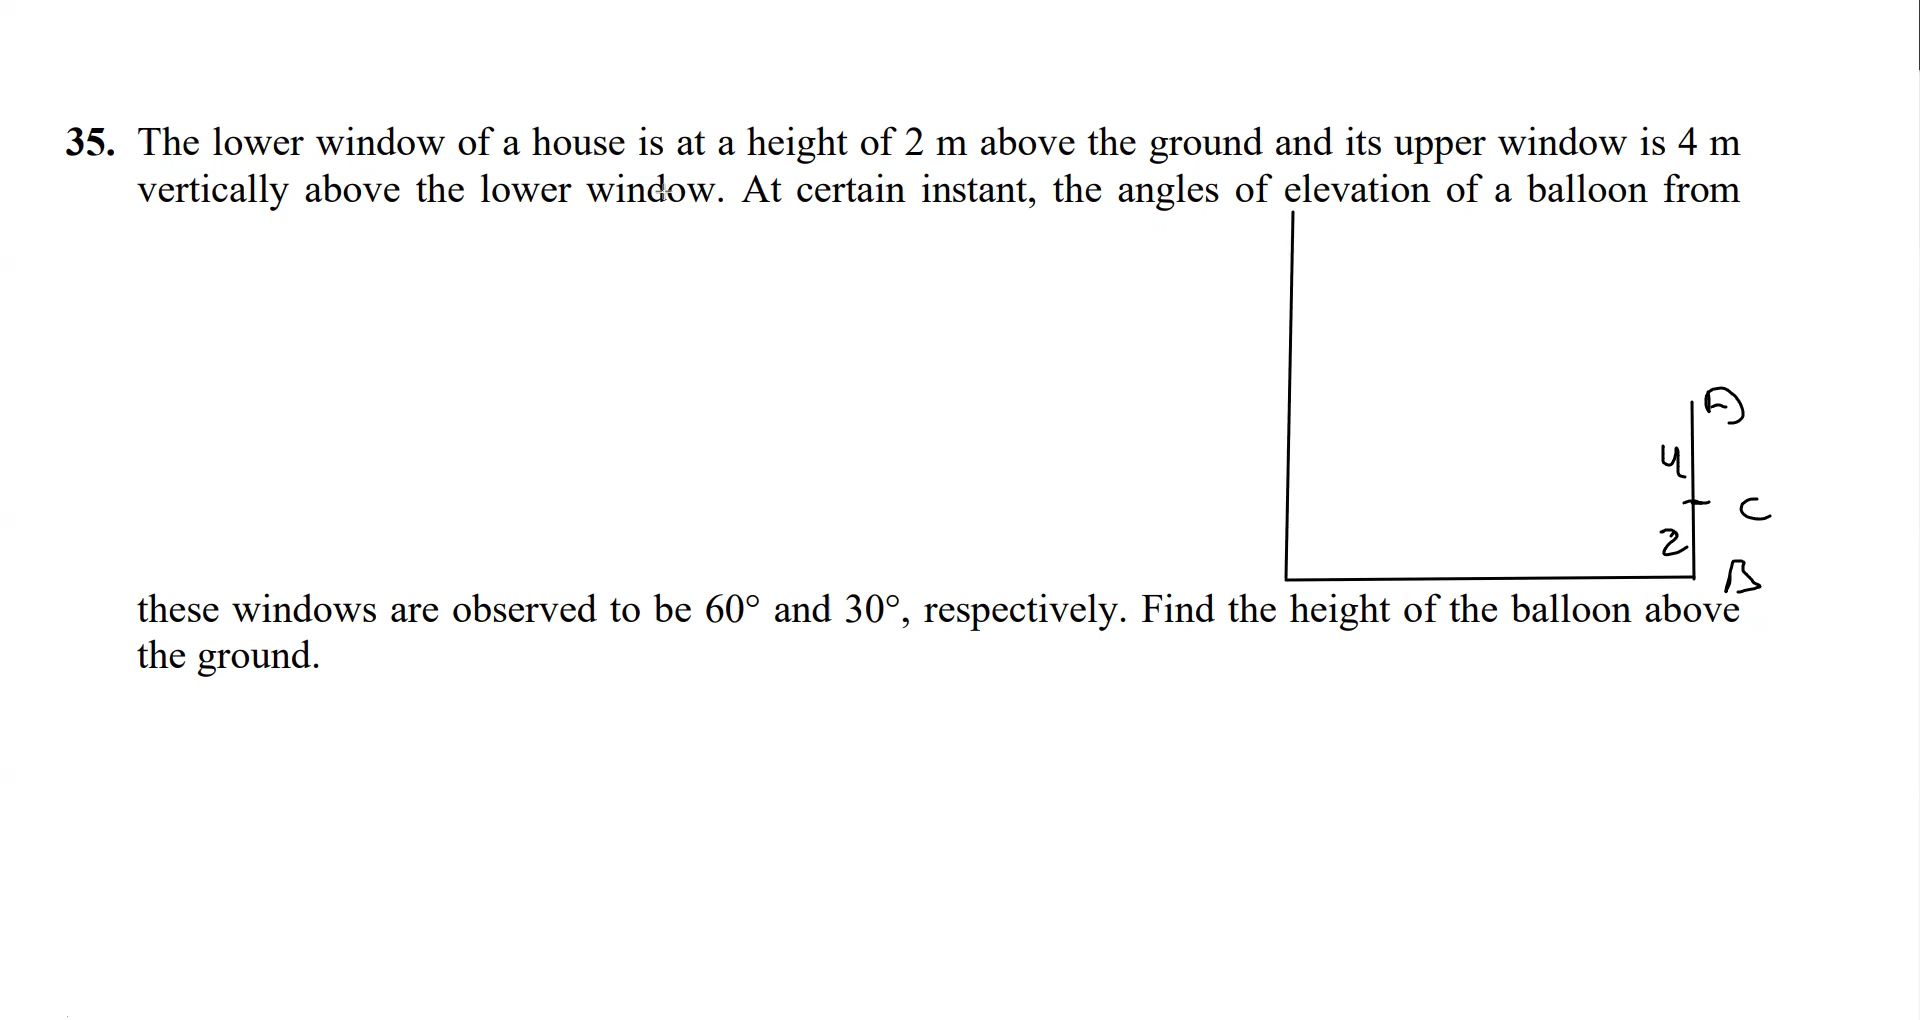 35. The lower window of a house is at a height of 2 m above the ground and its upper window is 4 m
vertically above the lower window. At certain instant, the angles of elevation of a balloon from
A
4
C
2
B
these windows are observed to be 60° and 30°, respectively. Find the height of the balloon above
the ground.